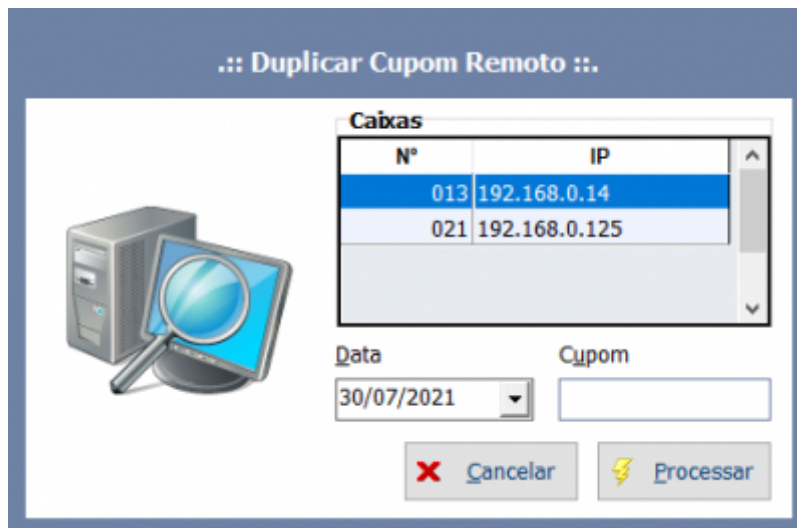 .:: Duplicar Cupom Remoto ::.
Caixas
N° IP
013 192.168.0.14
021 192.168.0.125
Data Cupom
30/07/2021
Cancelar Processar